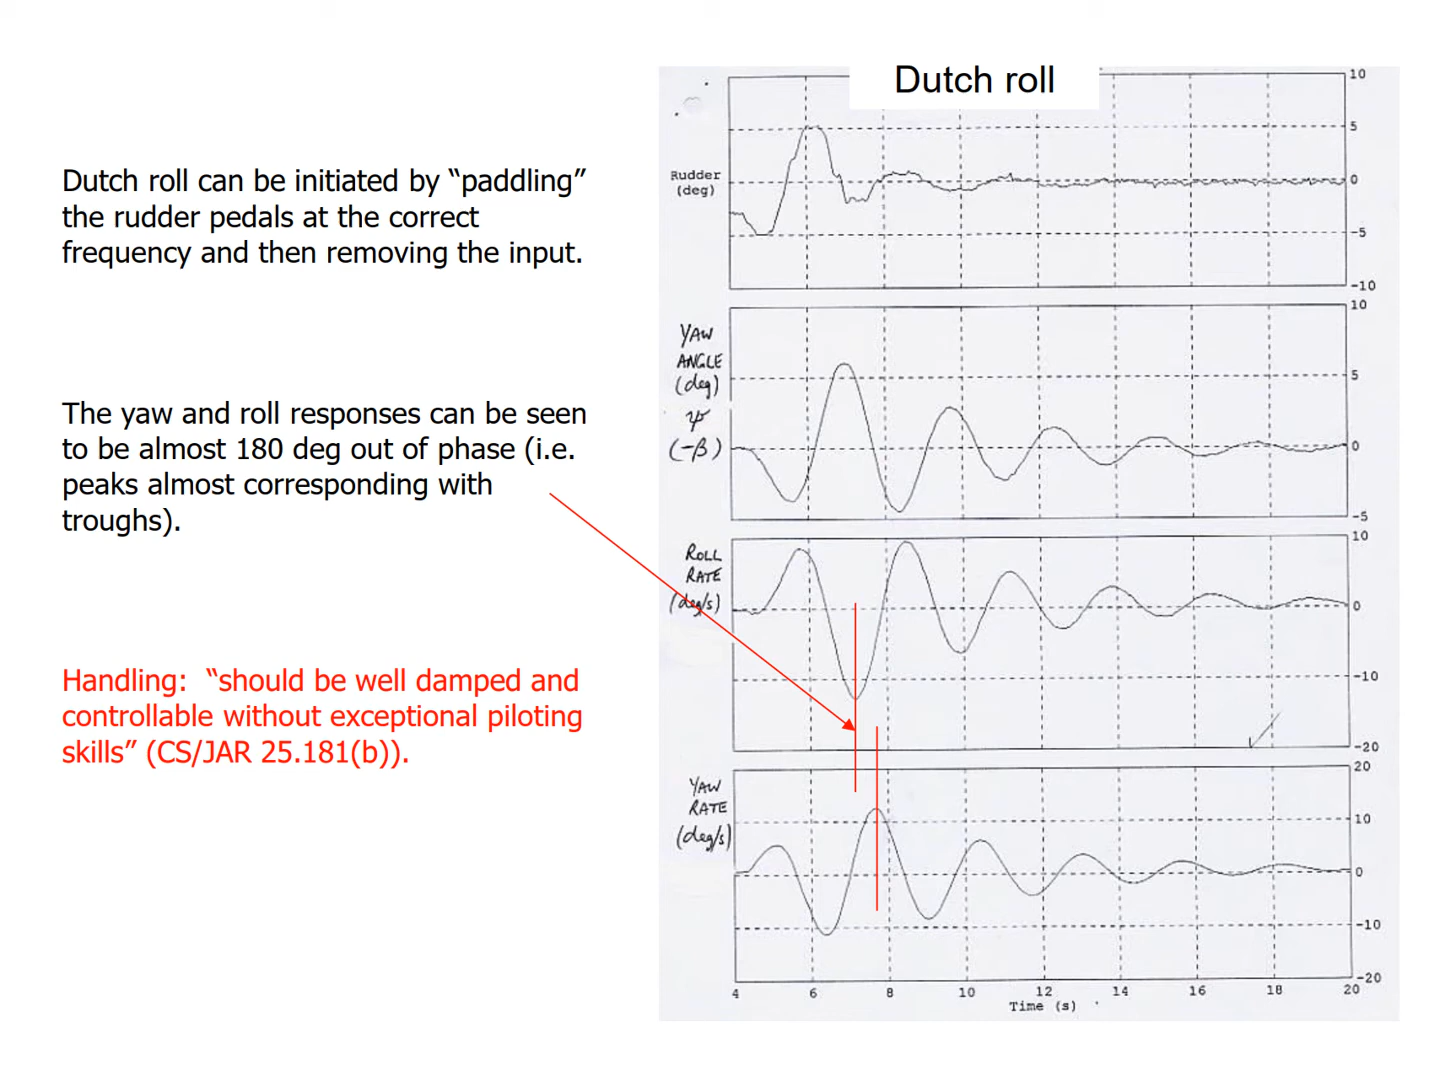 Dutch roll
Dutch roll can be initiated by “paddling”
the rudder pedals at the correct
frequency and then removing the input.
The yaw and roll responses can be seen
to be almost 180 deg out of phase (i.e.
peaks almost corresponding with
troughs).
Handling: “should be well damped and
controllable without exceptional piloting
skills” (CS/JAR 25.181(b)).
Rudder
(deg)
10
5
0
-5
-10
YAW
ANGLE
(deg)
ψ
(-β)
10
5
0
-5
ROLL
RATE
(deg/s)
10
0
-10
-20
YAW
RATE
(deg/s)
20
10
0
-10
-20
4 6 8 10 12 14 16 18 20
Time (s)